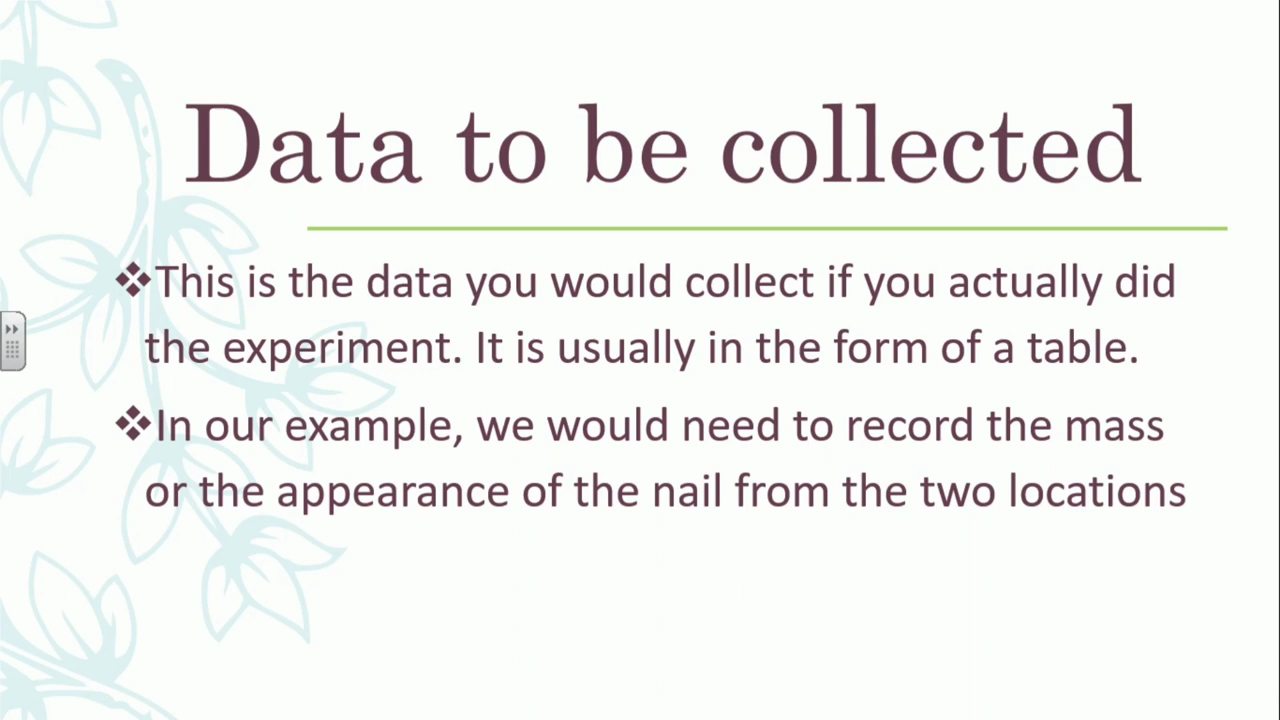 Data to be collected
❖This is the data you would collect if you actually did
the experiment. It is usually in the form of a table.
❖In our example, we would need to record the mass
or the appearance of the nail from the two locations